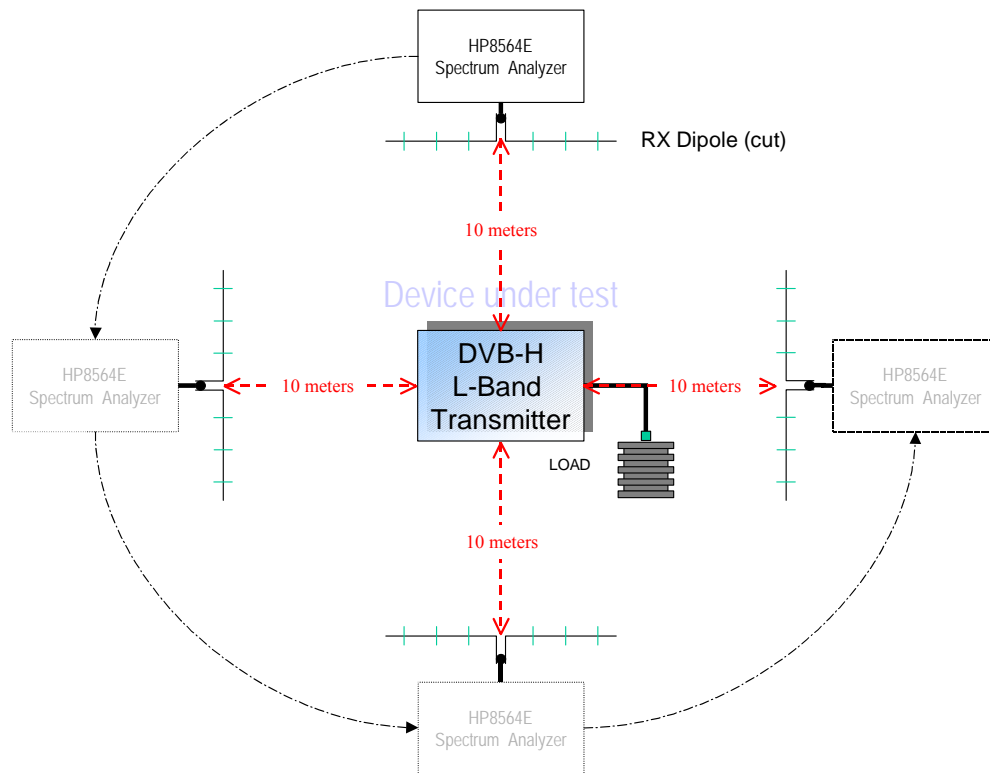 HP8564E
Spectrum Analyzer
RX Dipole (cut)
10 meters
Device under test
HP8564E
Spectrum Analyzer
10 meters
DVB-H
L-Band
Transmitter
10 meters
HP8564E
Spectrum Analyzer
LOAD
10 meters
HP8564E
Spectrum Analyzer